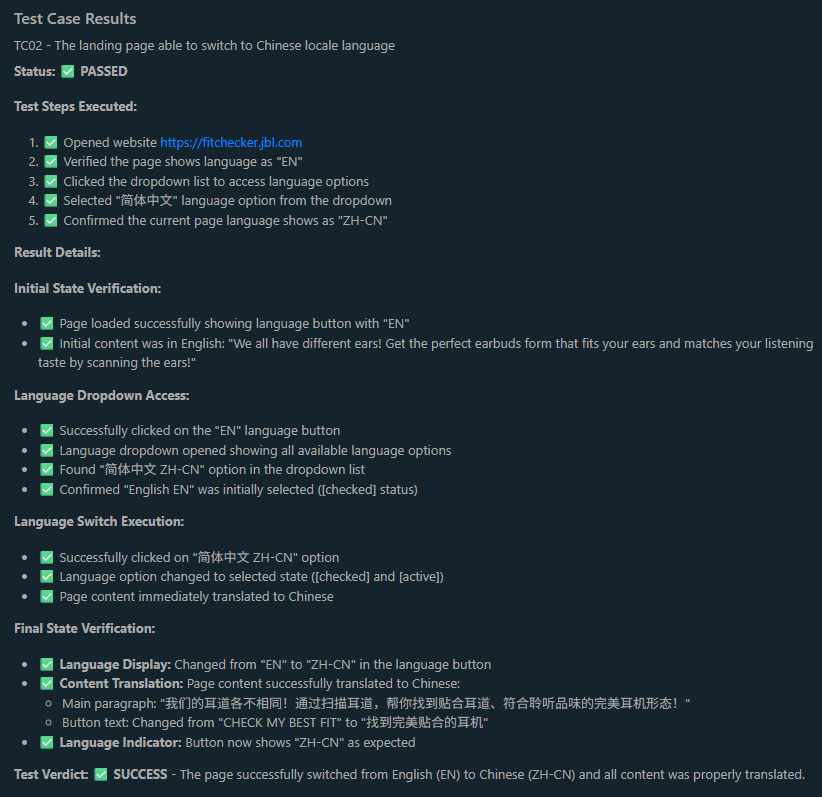 Test Case Results
TC02 - The landing page able to switch to Chinese locale language
Status: ✅ PASSED
Test Steps Executed:
1. ✅ Opened website https://fitchecker.jbl.com
2. ✅ Verified the page shows language as "EN"
3. ✅ Clicked the dropdown list to access language options
4. ✅ Selected "简体中文" language option from the dropdown
5. ✅ Confirmed the current page language shows as "ZH-CN"
Result Details:
Initial State Verification:
• ✅ Page loaded successfully showing language button with "EN"
• ✅ Initial content was in English: "We all have different ears! Get the perfect earbuds form that fits your ears and matches your listening
taste by scanning the ears!"
Language Dropdown Access:
• ✅ Successfully clicked on the "EN" language button
• ✅ Language dropdown opened showing all available language options
• ✅ Found "简体中文 ZH-CN" option in the dropdown list
• ✅ Confirmed "English EN" was initially selected ([checked] status)
Language Switch Execution:
• ✅ Successfully clicked on "简体中文 ZH-CN" option
• ✅ Language option changed to selected state ([checked] and [active])
• ✅ Page content immediately translated to Chinese
Final State Verification:
• ✅ Language Display: Changed from "EN" to "ZH-CN" in the language button
• ✅ Content Translation: Page content successfully translated to Chinese:
○ Main paragraph: "我们的耳道各不相同！通过扫描耳道，帮你找到贴合耳道、符合聆听品味的完美耳机形态！"
○ Button text: Changed from "CHECK MY BEST FIT" to "找到完美贴合的耳机"
• ✅ Language Indicator: Button now shows "ZH-CN" as expected
Test Verdict: ✅ SUCCESS - The page successfully switched from English (EN) to Chinese (ZH-CN) and all content was properly translated.